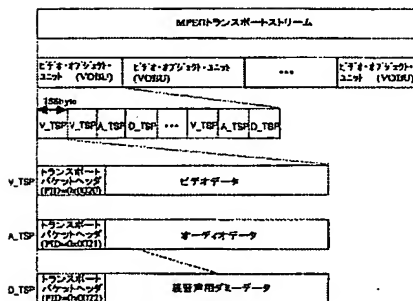 MPEGトランスポートストリーム
ビデオ・オブジェクト・
ユニット (VOBU)
ビデオ・オブジェクト・ユニット
(VOBU)
•••
ビデオ・オブジェクト・
ユニット (VOBU)
188byte
V_TSP V_TSP A_TSP D_TSP ••• V_TSP A_TSP D_TSP
V_TSP
トランスポート
パケットヘッダ
(PID=0x0020)
ビデオデータ
A_TSP
トランスポート
パケットヘッダ
(PID=0x0021)
オーディオデータ
D_TSP
トランスポート
パケットヘッダ
(PID=0x0022)
録音声用ダミーデータ